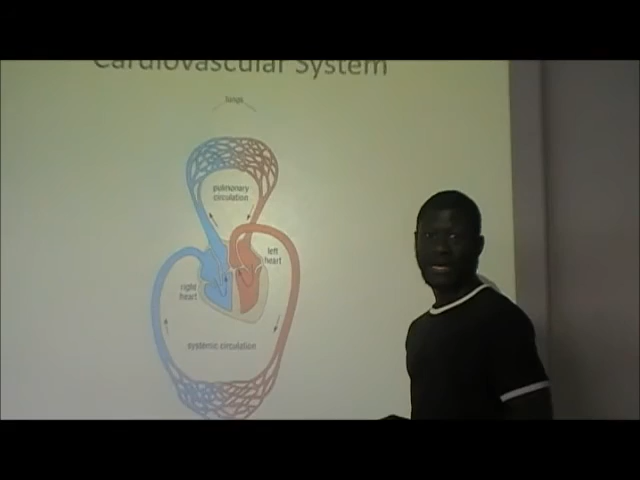 Cardiovascular System
lungs
pulmonary
circulation
left
heart
right
heart
systemic circulation